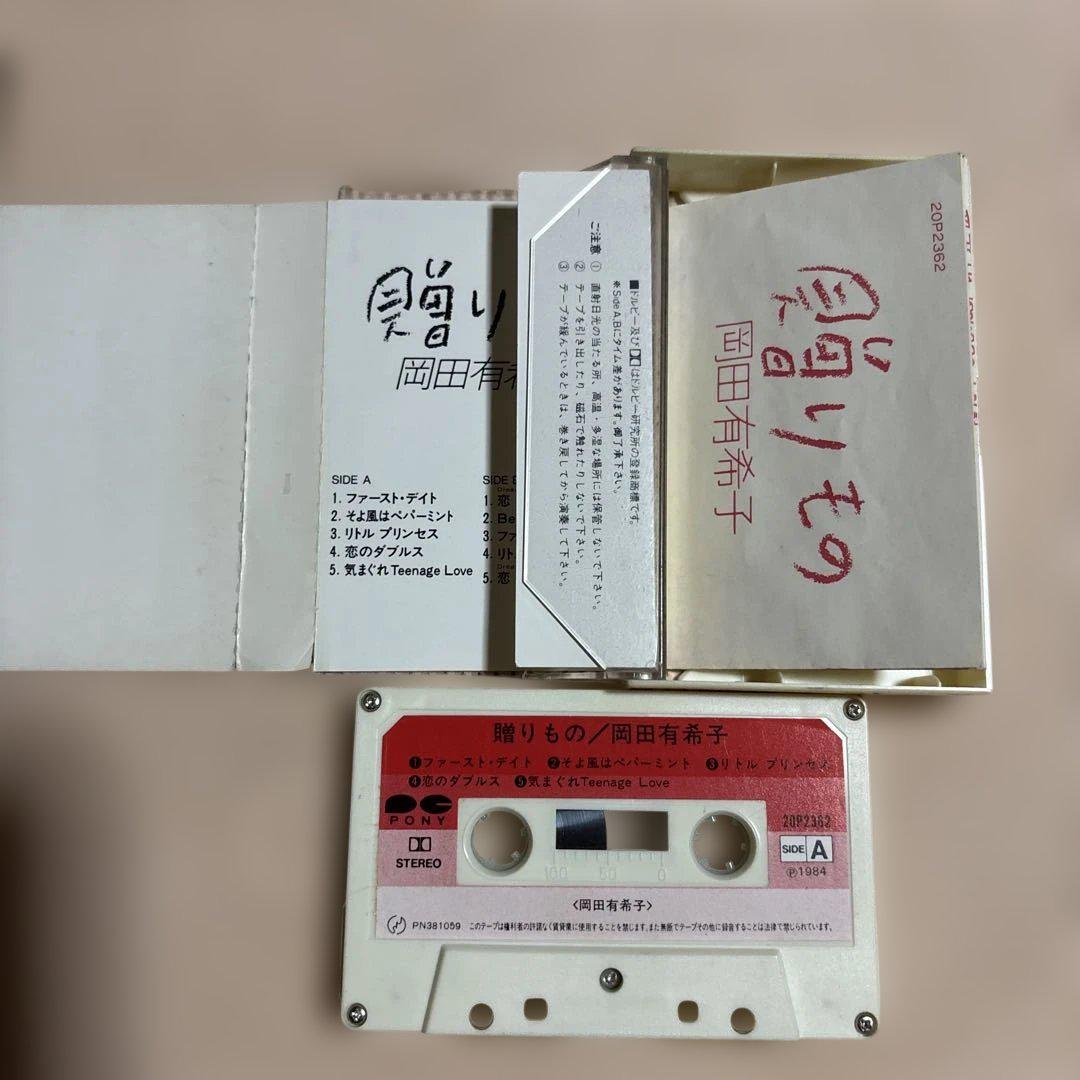 贈り
岡田有希
SIDE A
1. ファースト・デイト
2. そよ風はペパーミント
3. リトル プリンセス
4. 恋のダブルス
5. 気まぐれTeenage Love
SIDE
1. 恋
2. Be
3. ファ
4. リト
5. 恋
■ドルビー及び はドルビー研究所の登録商標です。
※Side A,Bにタイム差があります。御了承下さい。
ご注意 ① 直射日光の当たる所、高温・多湿な場所には保管しないで下さい。
② テープを引き出したり、磁石で触れたりしないで下さい。
③ テープが緩んでいるときは、巻き戻してから演奏して下さい。
20P2362
贈りもの
岡田有希子
贈りもの/岡田有希子
❶ファースト・デイト ❷そよ風はペパーミント ❸リトル プリンセス
❹恋のダブルス ❺気まぐれTeenage Love
PONY
STEREO
100 50 0
20P2362
SIDE A
Ⓟ1984
〈岡田有希子〉
PN381059 このテープは権利者の許諾なく賃貸業に使用することを禁じます。また無断でテープその他に録音することは法律で禁じられています。